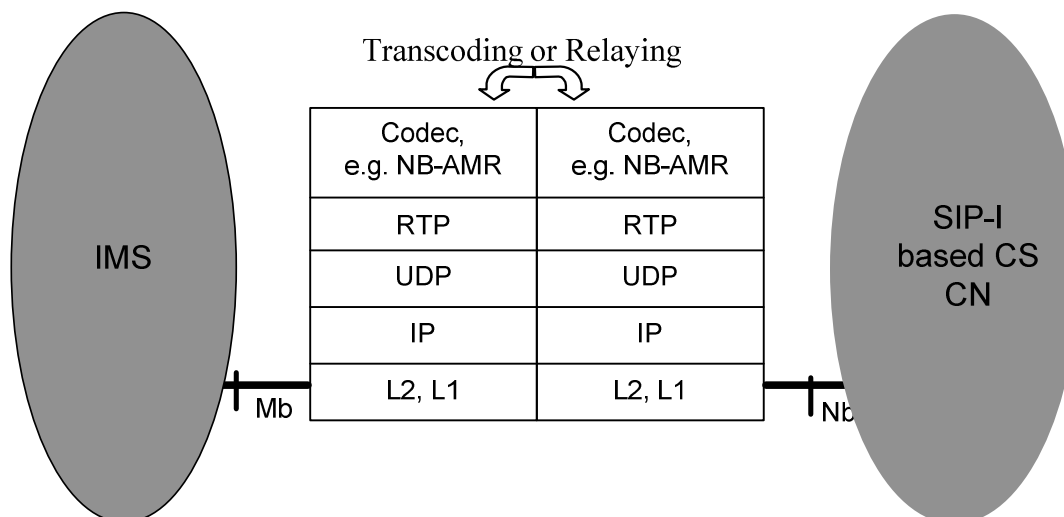 Transcoding or Relaying
IMS
Codec,
e.g. NB-AMR
RTP
UDP
IP
L2, L1
Mb
Codec,
e.g. NB-AMR
RTP
UDP
IP
L2, L1
Nb
SIP-I
based CS
CN